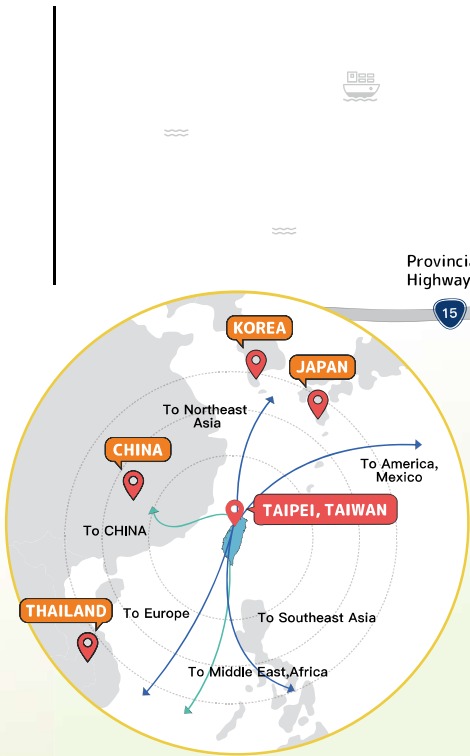 Provincia
Highway
15
KOREA
JAPAN
To Northeast
Asia
CHINA
To America,
Mexico
TAIPEI, TAIWAN
To CHINA
THAILAND
To Europe
To Southeast Asia
To Middle East,Africa